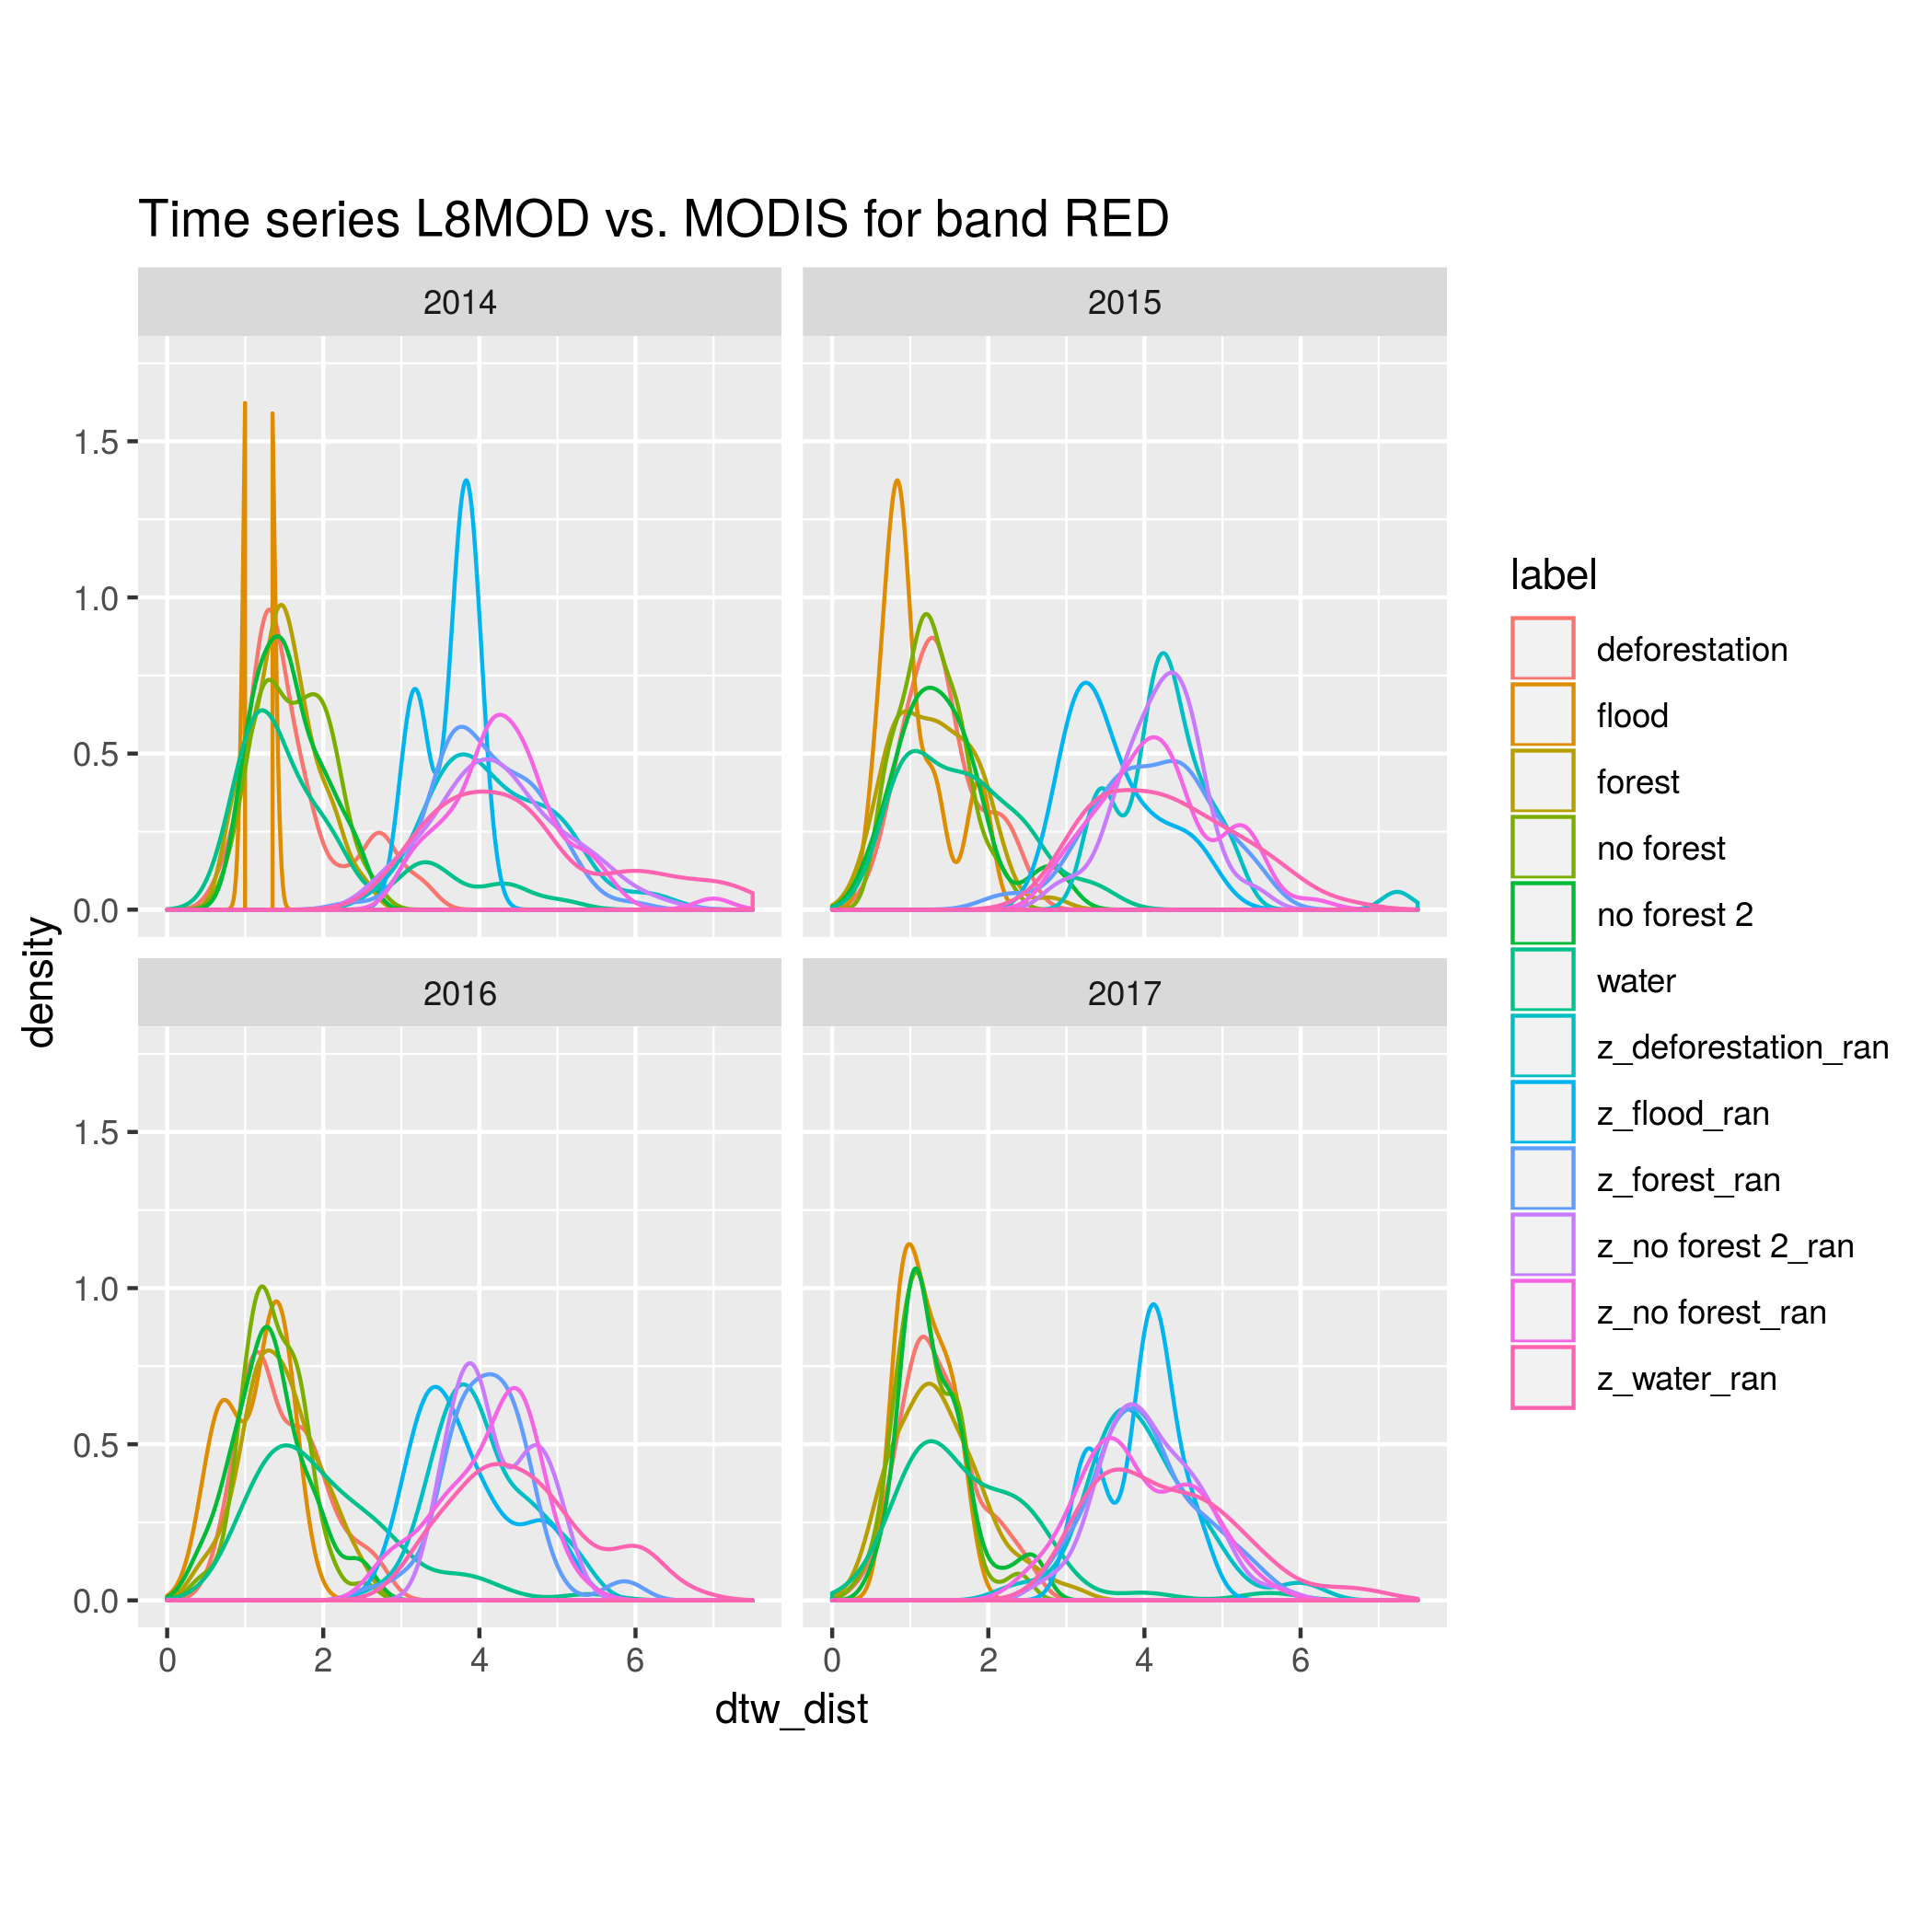 Time series L8MOD vs. MODIS for band RED
2014
2015
1.5
1.0
0.5
0.0
2016
2017
1.5
1.0
0.5
0.0
0 2 4 6
0 2 4 6
dtw_dist
density
label
deforestation
flood
forest
no forest
no forest 2
water
z_deforestation_ran
z_flood_ran
z_forest_ran
z_no forest 2_ran
z_no forest_ran
z_water_ran